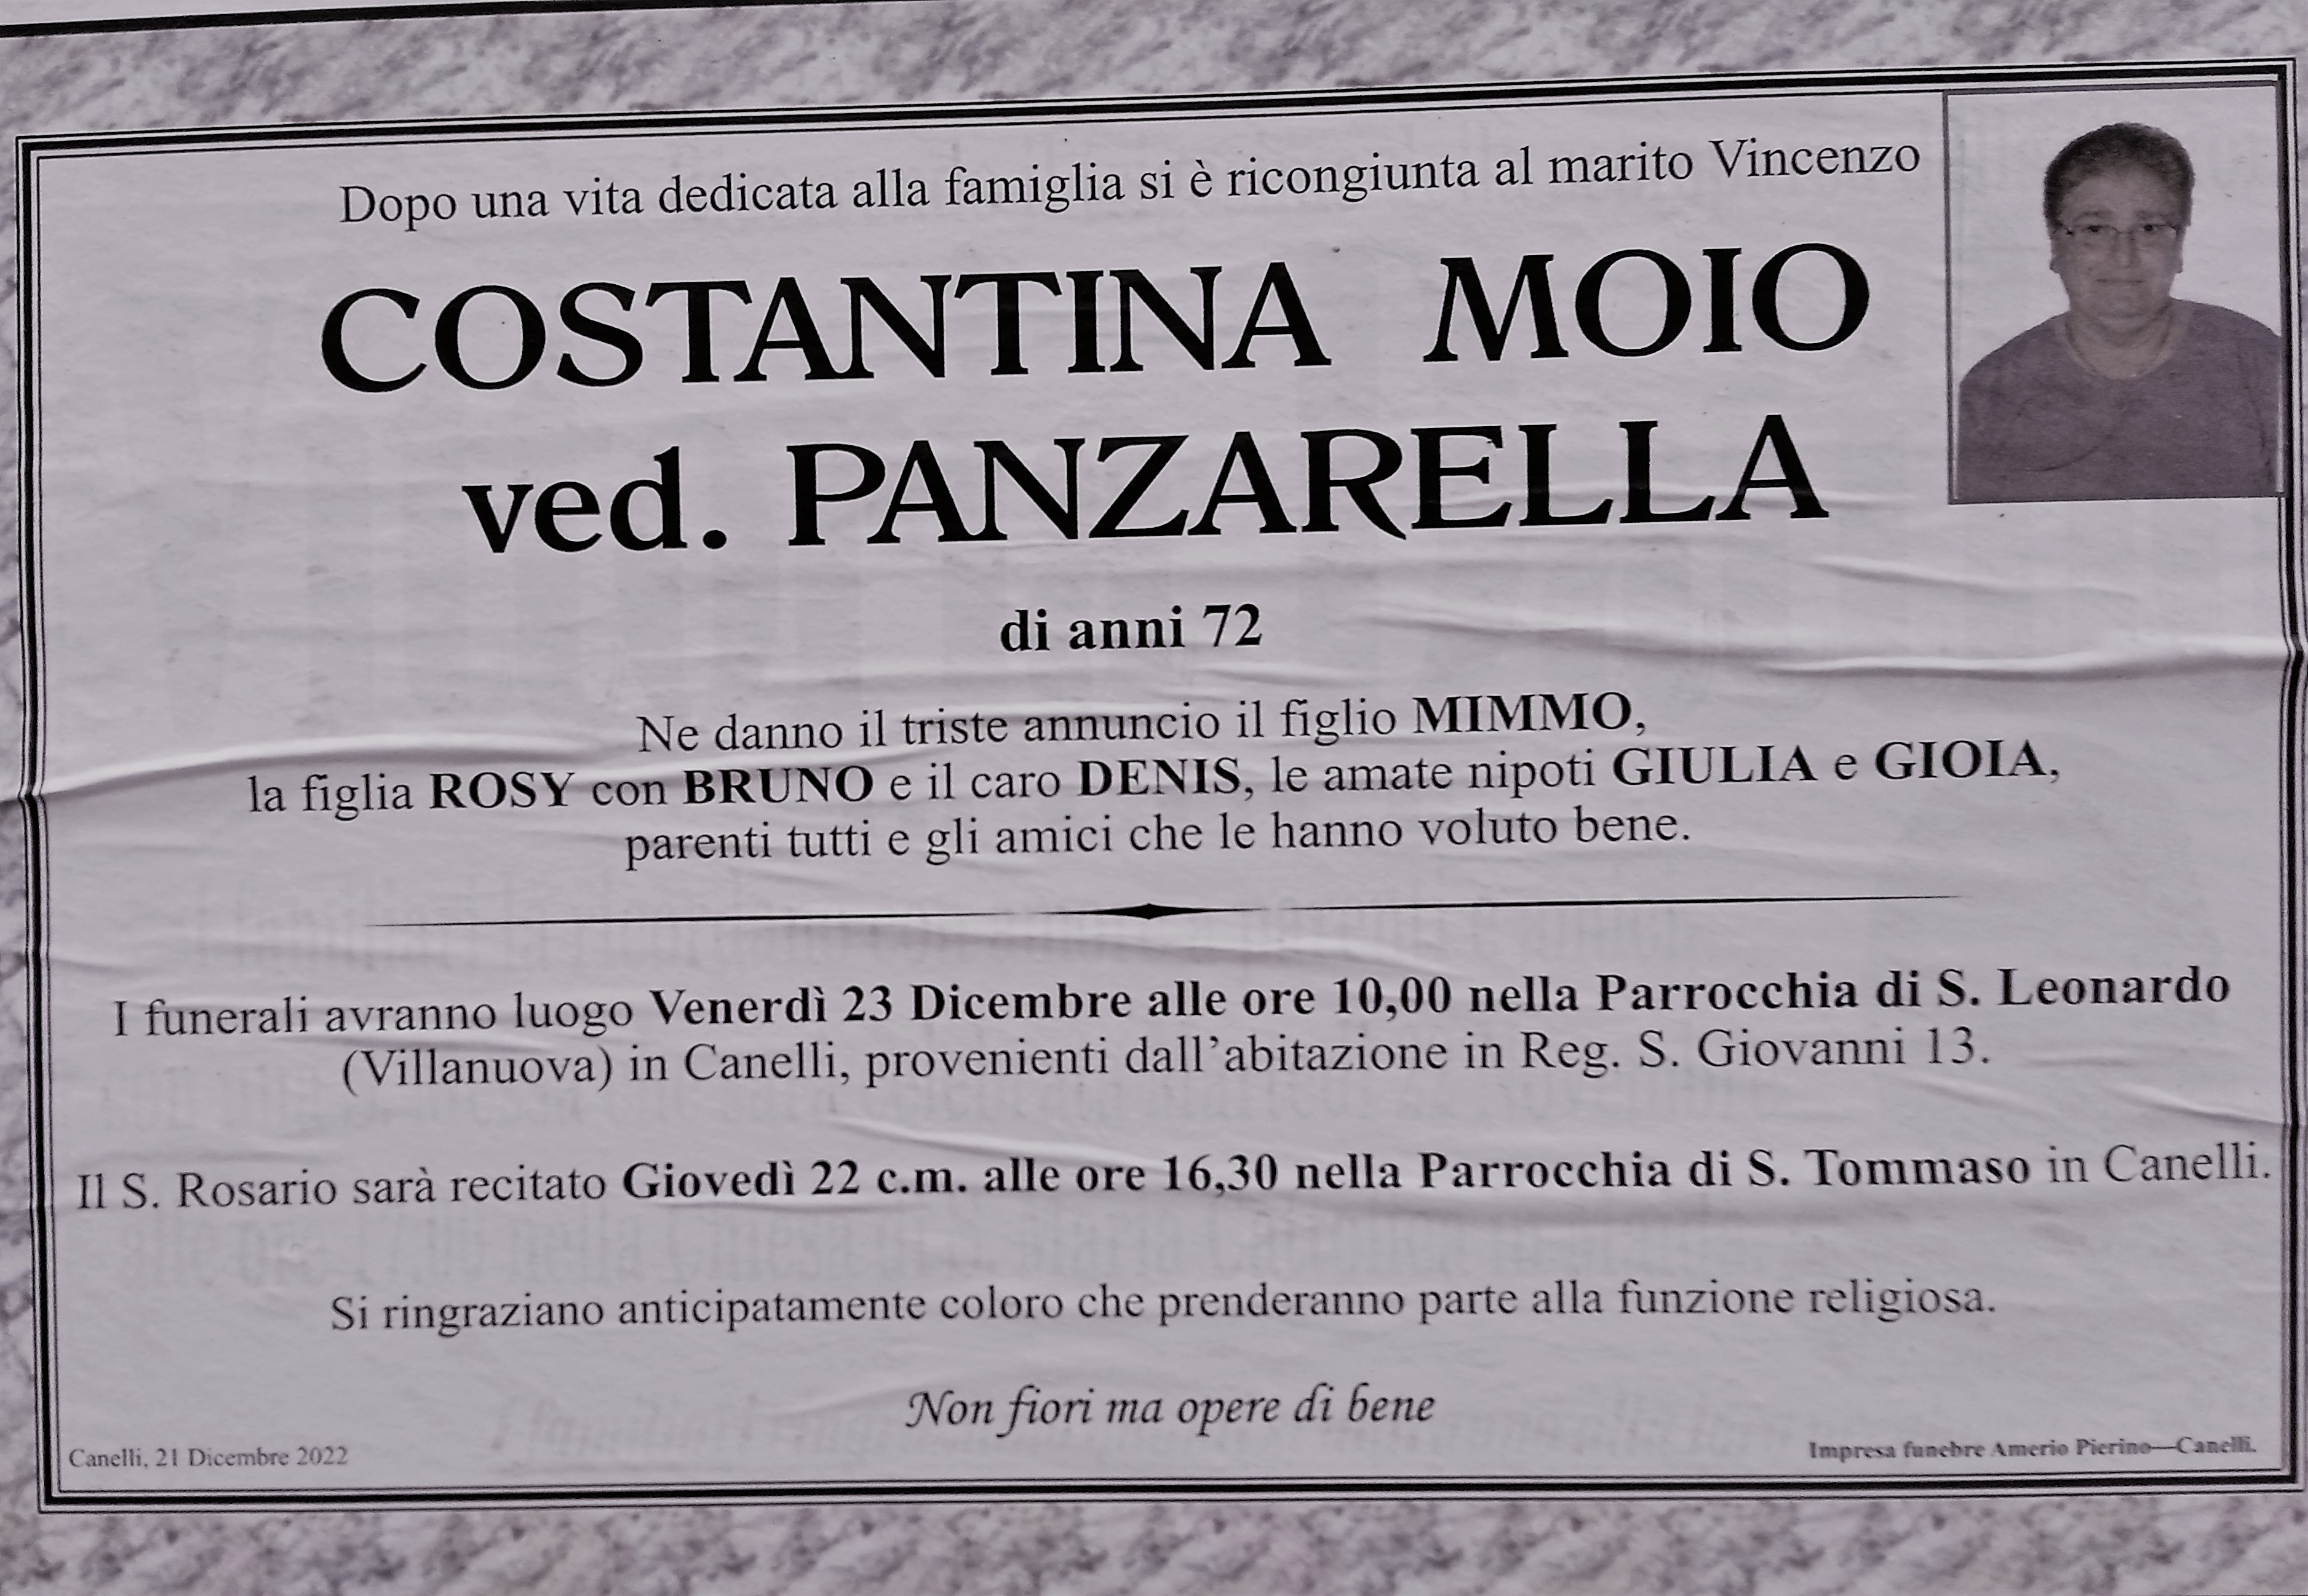 Dopo una vita dedicata alla famiglia si è ricongiunta al marito Vincenzo
COSTANTINA MOIO
ved. PANZARELLA
di anni 72
Ne danno il triste annuncio il figlio MIMMO,
la figlia ROSY con BRUNO e il caro DENIS, le amate nipoti GIULIA e GIOIA,
parenti tutti e gli amici che le hanno voluto bene.
I funerali avranno luogo Venerdì 23 Dicembre alle ore 10,00 nella Parrocchia di S. Leonardo
(Villanuova) in Canelli, provenienti dall'abitazione in Reg. S. Giovanni 13.
Il S. Rosario sarà recitato Giovedì 22 c.m. alle ore 16,30 nella Parrocchia di S. Tommaso in Canelli.
Si ringraziano anticipatamente coloro che prenderanno parte alla funzione religiosa.
Non fiori ma opere di bene
Canelli, 21 Dicembre 2022
Impresa funebre Amerio Pierino—Canelli.